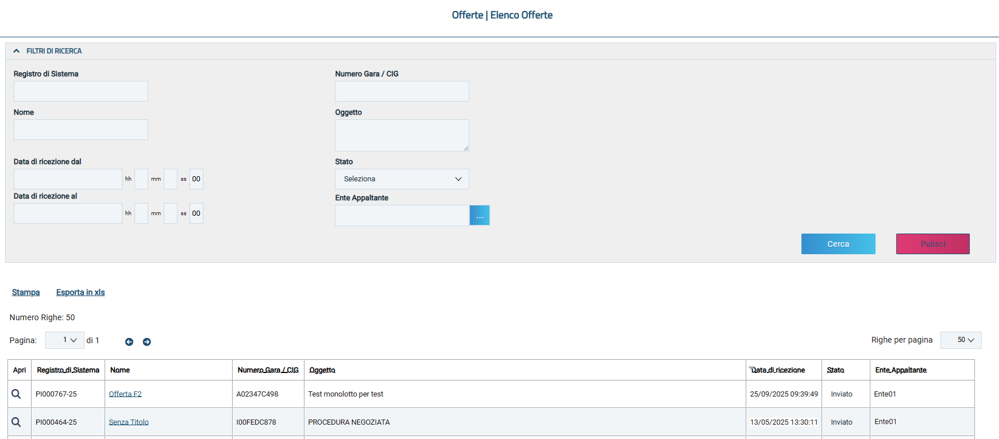 Offerte | Elenco Offerte
FILTRI DI RICERCA
Registro di Sistema
Numero Gara / CIG
Nome
Oggetto
Data di ricezione dal
Stato
hh mm ss 00
Seleziona
Data di ricezione al
Ente Appaltante
hh mm ss 00
...
Cerca Pulisci
Stampa Esporta in xls
Numero Righe: 50
Pagina: 1 di 1
Righe per pagina 50
Apri Registro di Sistema Nome Numero Gara / CIG Oggetto Data di ricezione Stato Ente Appaltante
PI000767-25 Offerta F2 A02347C498 Test monolotto per test 25/09/2025 09:39:49 Inviato Ente01
PI000464-25 Senza Titolo I00FEDC878 PROCEDURA NEGOZIATA 13/05/2025 13:30:11 Inviato Ente01